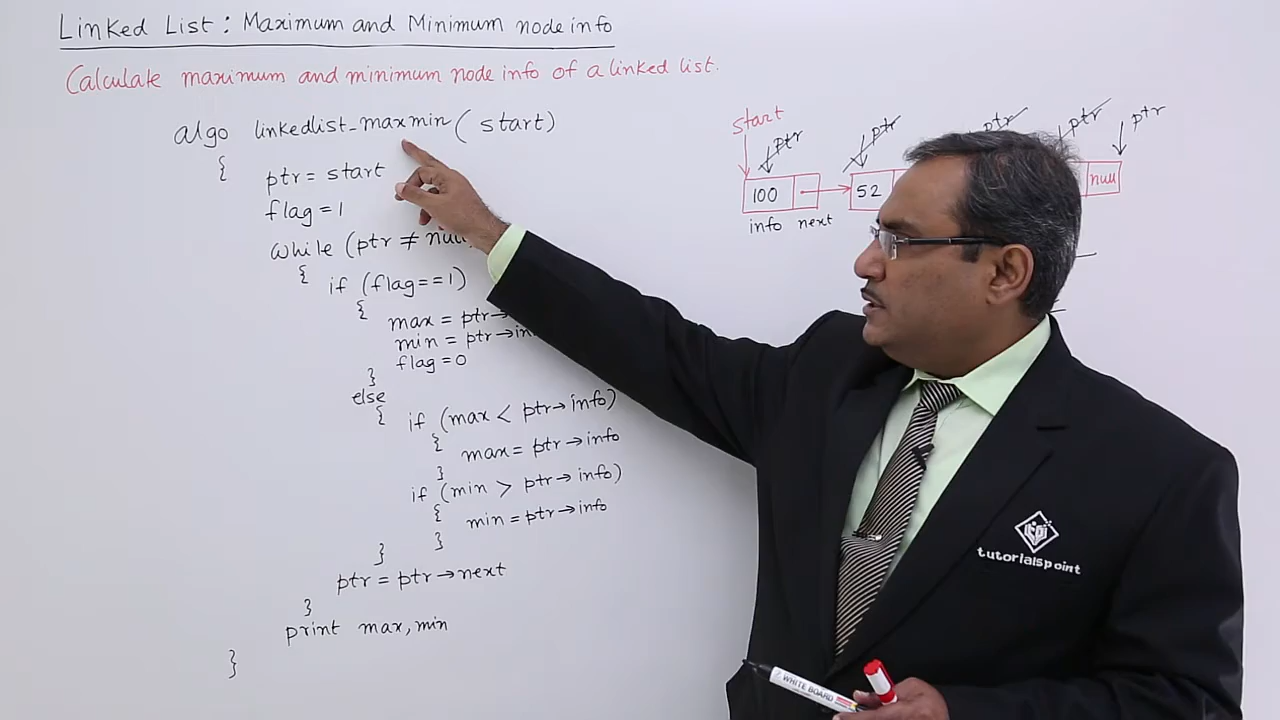 Linked List : Maximum and Minimum node info
Calculate maximum and minimum node info of a linked list.
algo linkedlist_maxmin ( start )
{
ptr = start
flag = 1
while (ptr ≠ null
{ if (flag==1)
{
max = ptr→
min = ptr→in
flag = 0
}
else
{ if (max < ptr→info)
{
max = ptr→info
}
if (min > ptr→info)
{
min = ptr→info
}
}
ptr = ptr→next
}
print max, min
}
start
ptr ptr ptr ptr ptr
100 52 null
info next
tutorialspoint
WHITE BOARD